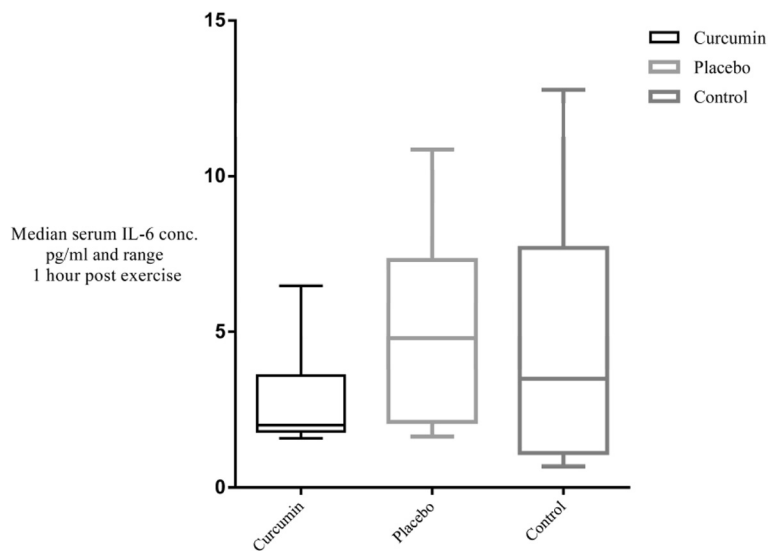 15
Curcumin
Placebo
Control
10
Median serum IL-6 conc.
pg/ml and range
1 hour post exercise
5
0
Curcumin
Placebo
Control